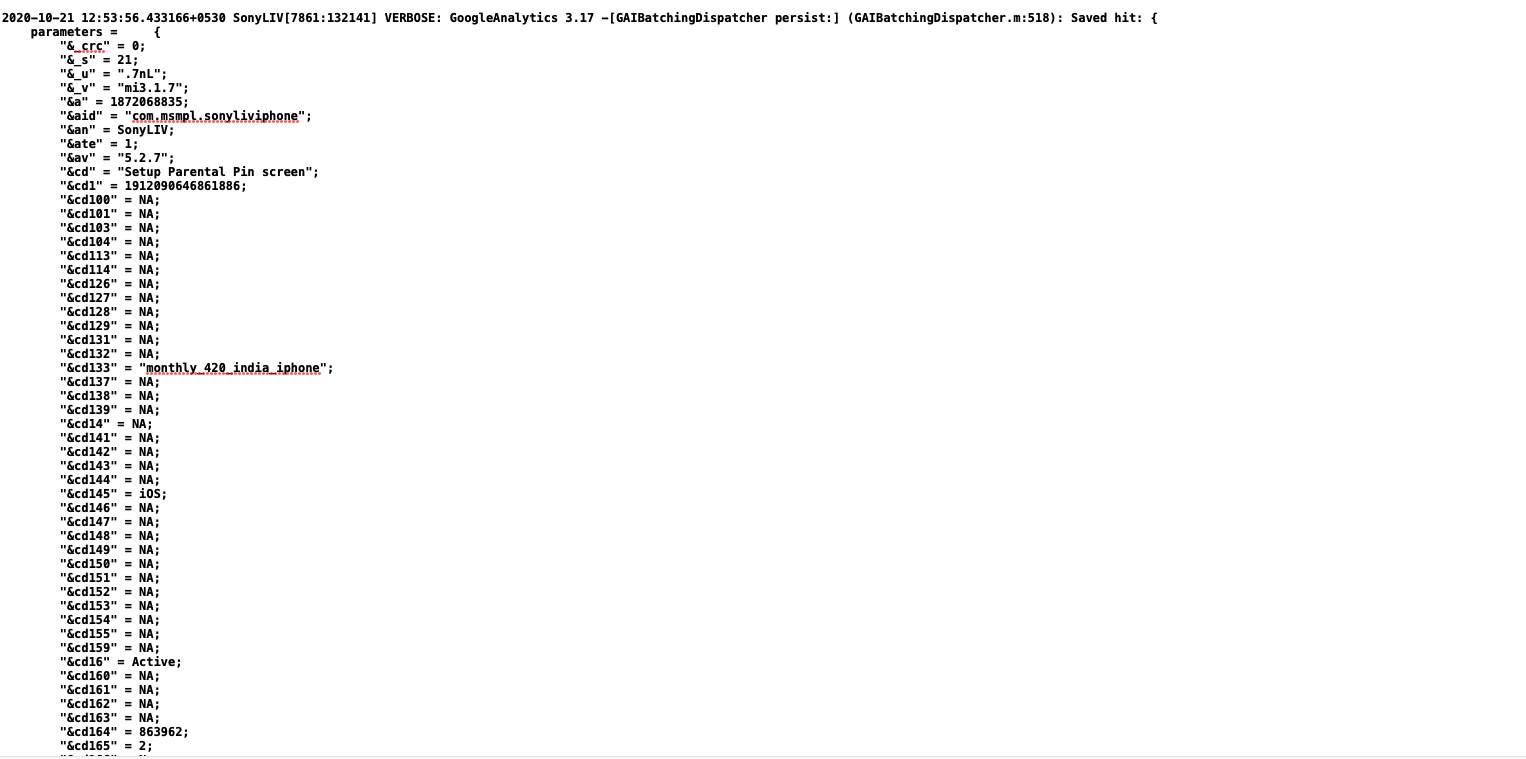 2020-10-21 12:53:56.433166+0530 SonyLIV[7861:132141] VERBOSE: GoogleAnalytics 3.17 -[GAIBatchingDispatcher persist:] (GAIBatchingDispatcher.m:518): Saved hit: {
parameters =     {
"&_crc" = 0;
"&_s" = 21;
"&_u" = ".7nL";
"&_v" = "mi3.1.7";
"&a" = 1872068835;
"&aid" = "com.msmpl.sonyliviphone";
"&an" = SonyLIV;
"&ate" = 1;
"&av" = "5.2.7";
"&cd" = "Setup Parental Pin screen";
"&cd1" = 1912090646861886;
"&cd100" = NA;
"&cd101" = NA;
"&cd103" = NA;
"&cd104" = NA;
"&cd113" = NA;
"&cd114" = NA;
"&cd126" = NA;
"&cd127" = NA;
"&cd128" = NA;
"&cd129" = NA;
"&cd131" = NA;
"&cd132" = NA;
"&cd133" = "monthly_420_india_iphone";
"&cd137" = NA;
"&cd138" = NA;
"&cd139" = NA;
"&cd14" = NA;
"&cd141" = NA;
"&cd142" = NA;
"&cd143" = NA;
"&cd144" = NA;
"&cd145" = iOS;
"&cd146" = NA;
"&cd147" = NA;
"&cd148" = NA;
"&cd149" = NA;
"&cd150" = NA;
"&cd151" = NA;
"&cd152" = NA;
"&cd153" = NA;
"&cd154" = NA;
"&cd155" = NA;
"&cd159" = NA;
"&cd16" = Active;
"&cd160" = NA;
"&cd161" = NA;
"&cd162" = NA;
"&cd163" = NA;
"&cd164" = 863962;
"&cd165" = 2;